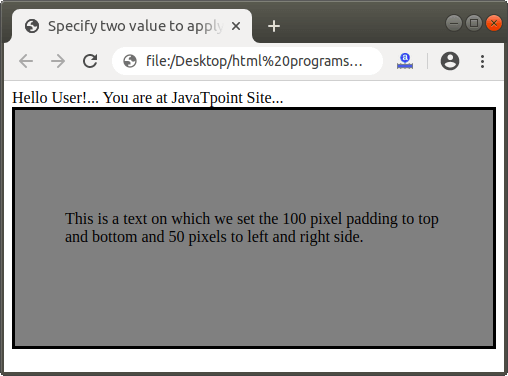 Specify two value to apply
file:/Desktop/html%20programs…
a
Hello User!... You are at JavaTpoint Site...
This is a text on which we set the 100 pixel padding to top
and bottom and 50 pixels to left and right side.